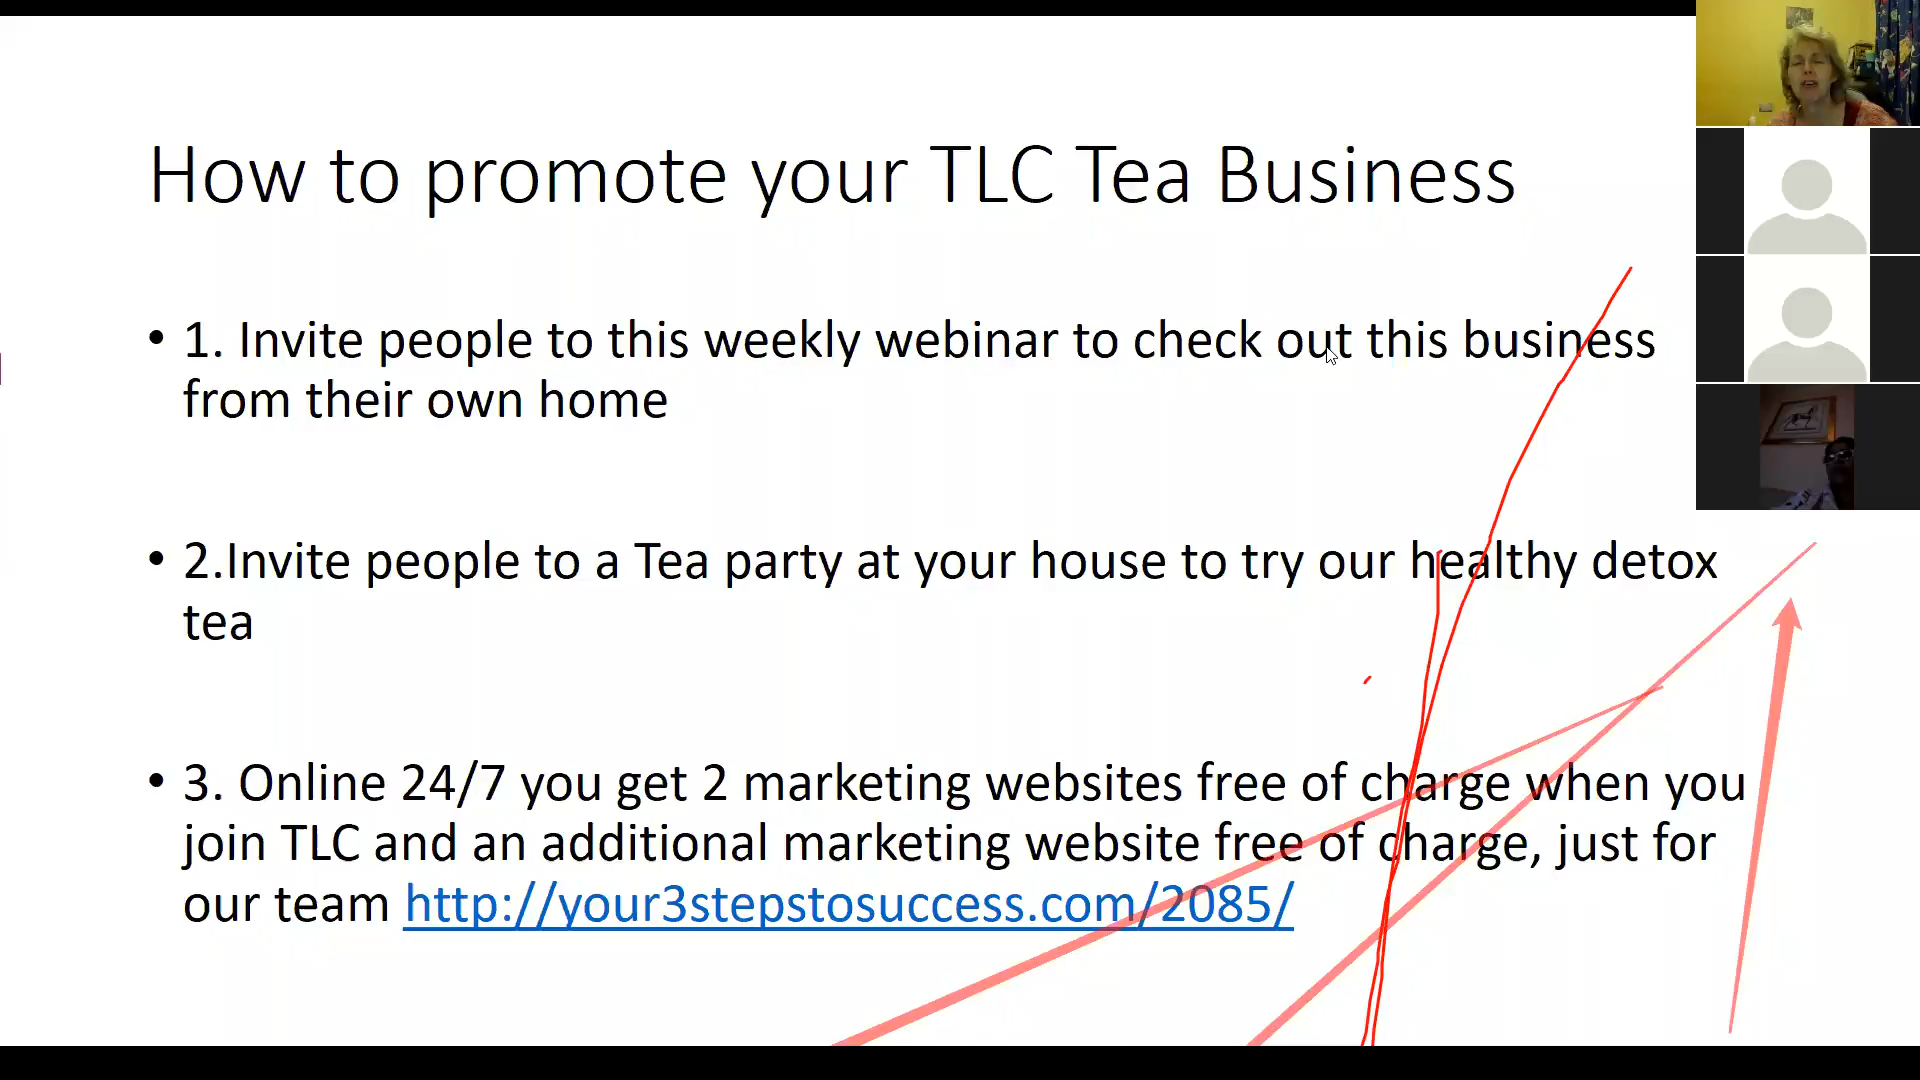 How to promote your TLC Tea Business
• 1. Invite people to this weekly webinar to check out this business
from their own home
• 2.Invite people to a Tea party at your house to try our healthy detox
tea
• 3. Online 24/7 you get 2 marketing websites free of charge when you
join TLC and an additional marketing website free of charge, just for
our team http://your3stepstosuccess.com/2085/